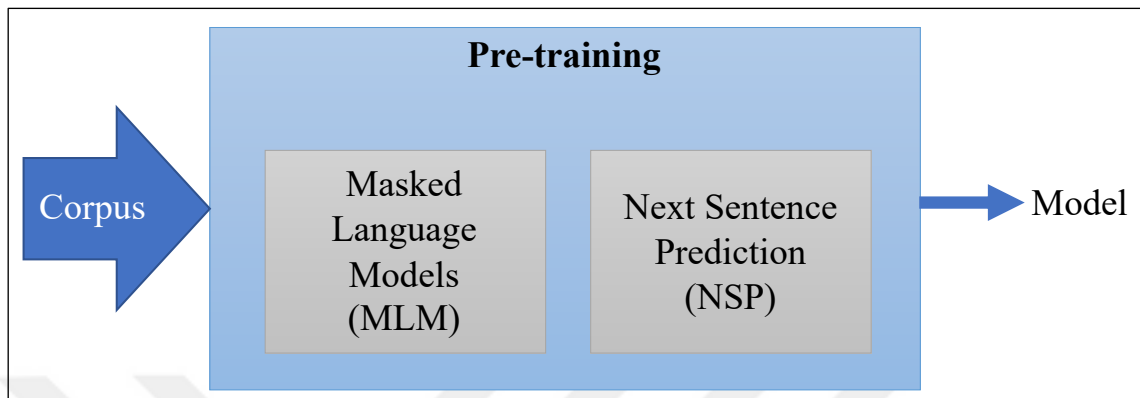 Pre-training
Corpus
Masked
Language
Models
(MLM)
Next Sentence
Prediction
(NSP)
Model